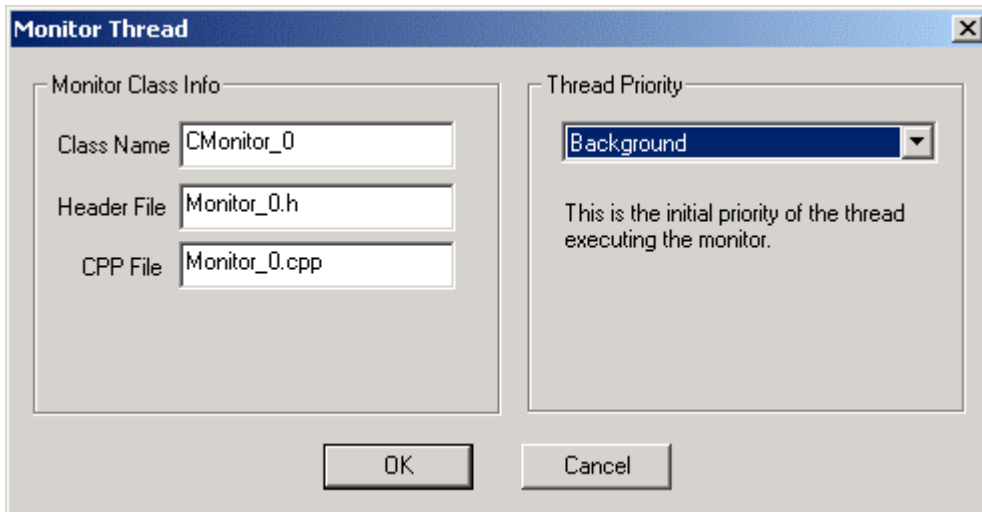 Monitor Thread
Monitor Class Info
Class Name CMonitor_0
Header File Monitor_0.h
CPP File Monitor_0.cpp
Thread Priority
Background
This is the initial priority of the thread
executing the monitor.
OK Cancel